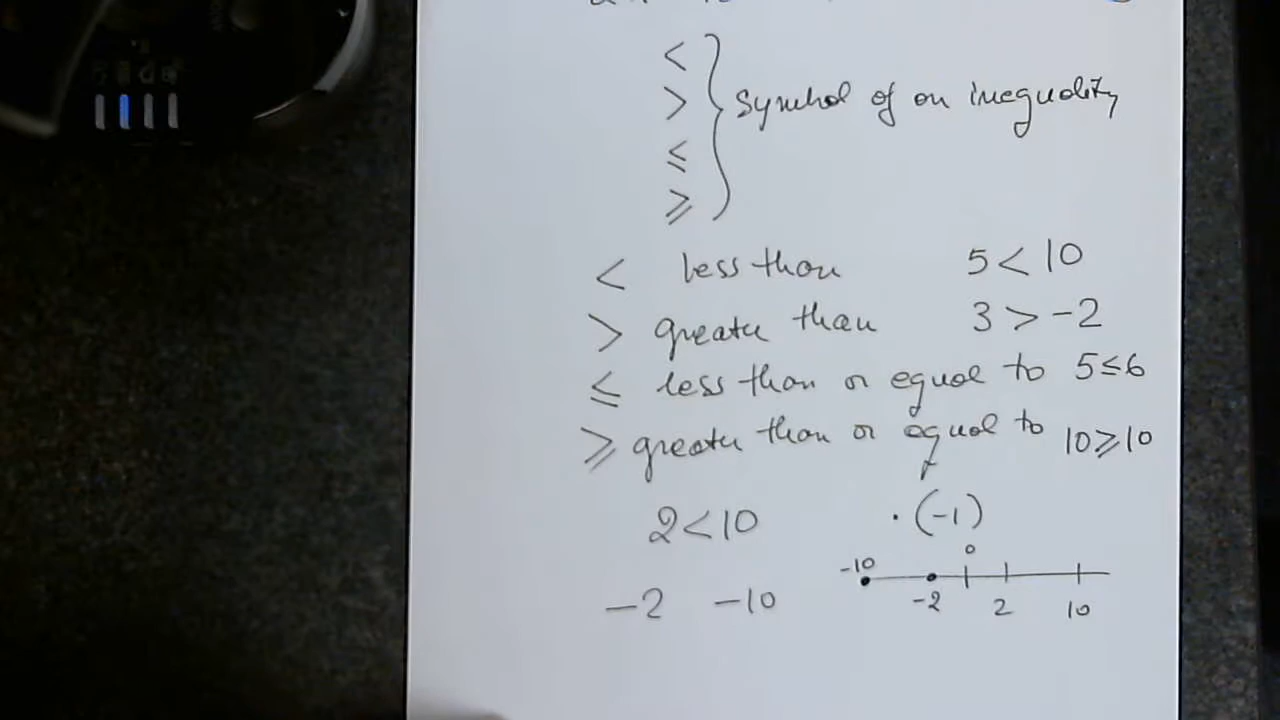 <
>
≤
≥
symbol of an inequality
< less than 5 < 10
> greater than 3 > -2
≤ less than or equal to 5 ≤ 6
≥ greater than or equal to 10 ≥ 10
2 < 10 · (-1)
-10 0
-2 2 10
-2 -10